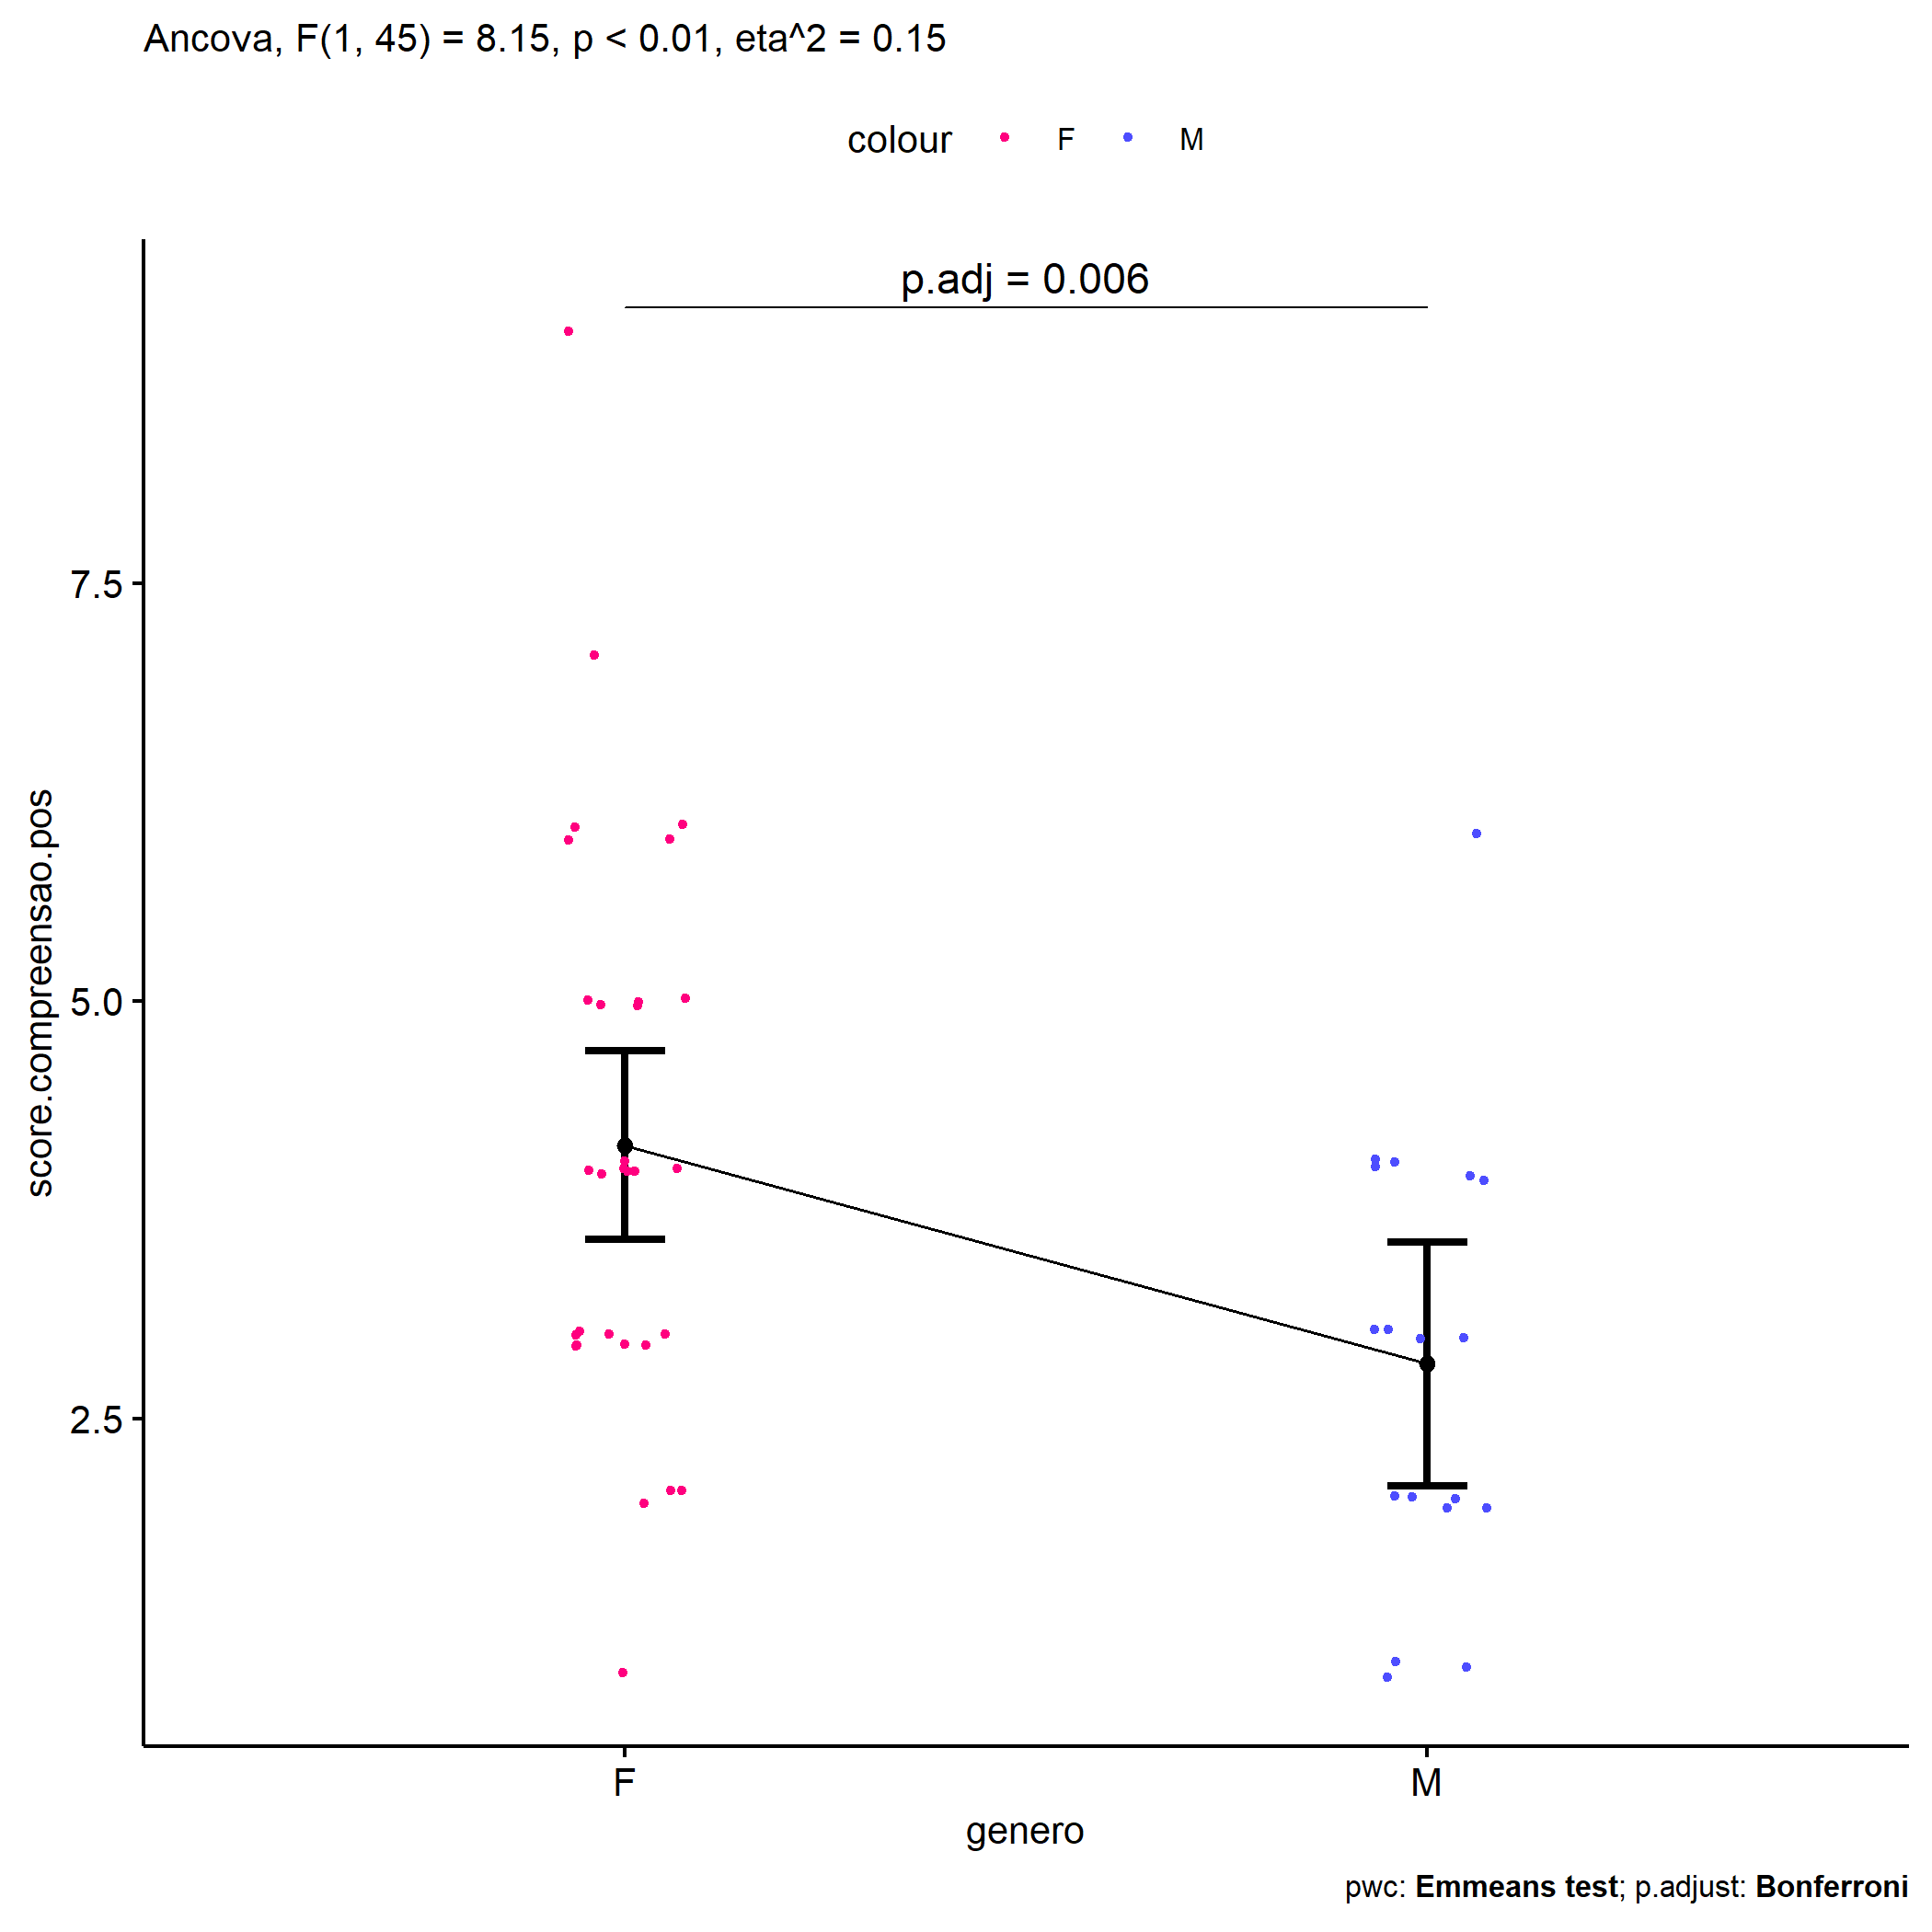 Ancova, F(1, 45) = 8.15, p < 0.01, eta^2 = 0.15
colour F M
p.adj = 0.006
score.compreensao.pos
7.5
5.0
2.5
F M
genero
pwc: Emmeans test; p.adjust: Bonferroni